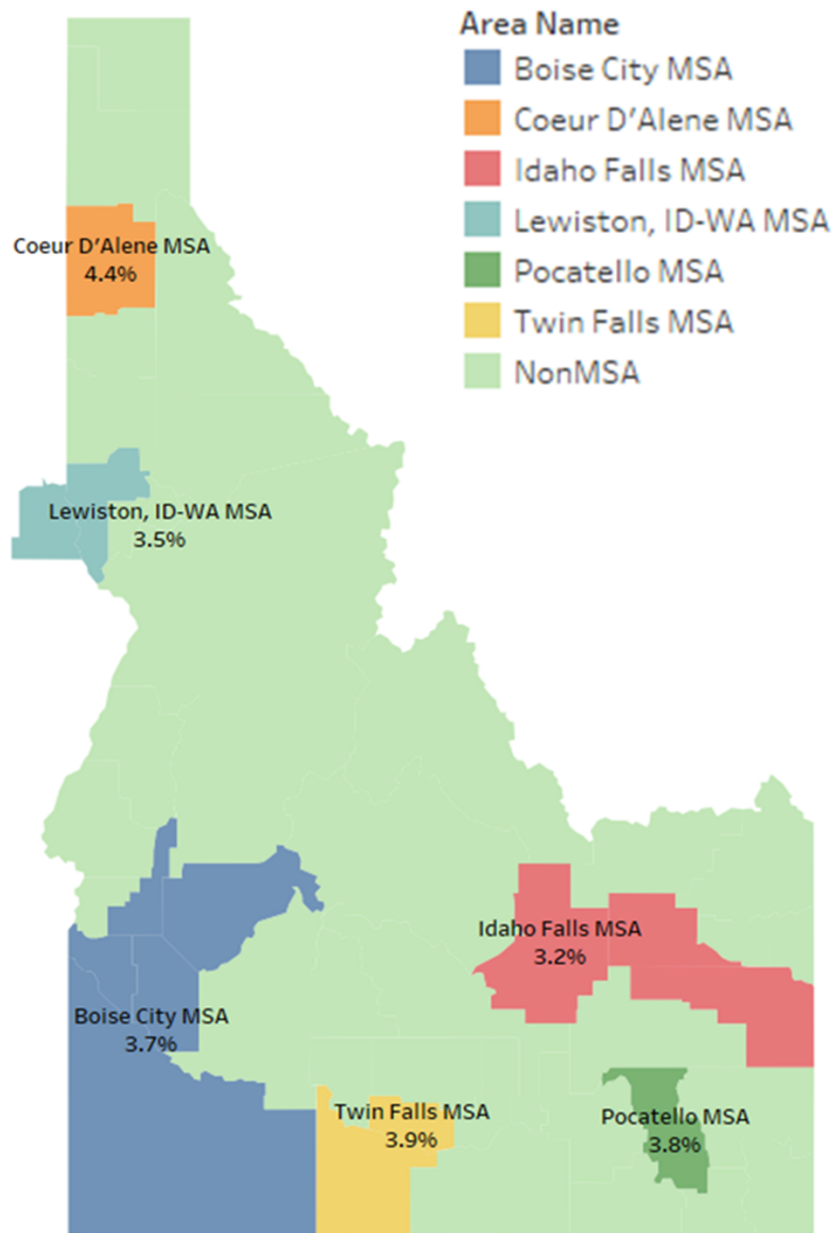 Area Name
Boise City MSA
Coeur D’Alene MSA
Idaho Falls MSA
Lewiston, ID-WA MSA
Pocatello MSA
Twin Falls MSA
NonMSA
Coeur D’Alene MSA
4.4%
Lewiston, ID-WA MSA
3.5%
Idaho Falls MSA
3.2%
Boise City MSA
3.7%
Twin Falls MSA
3.9%
Pocatello MSA
3.8%